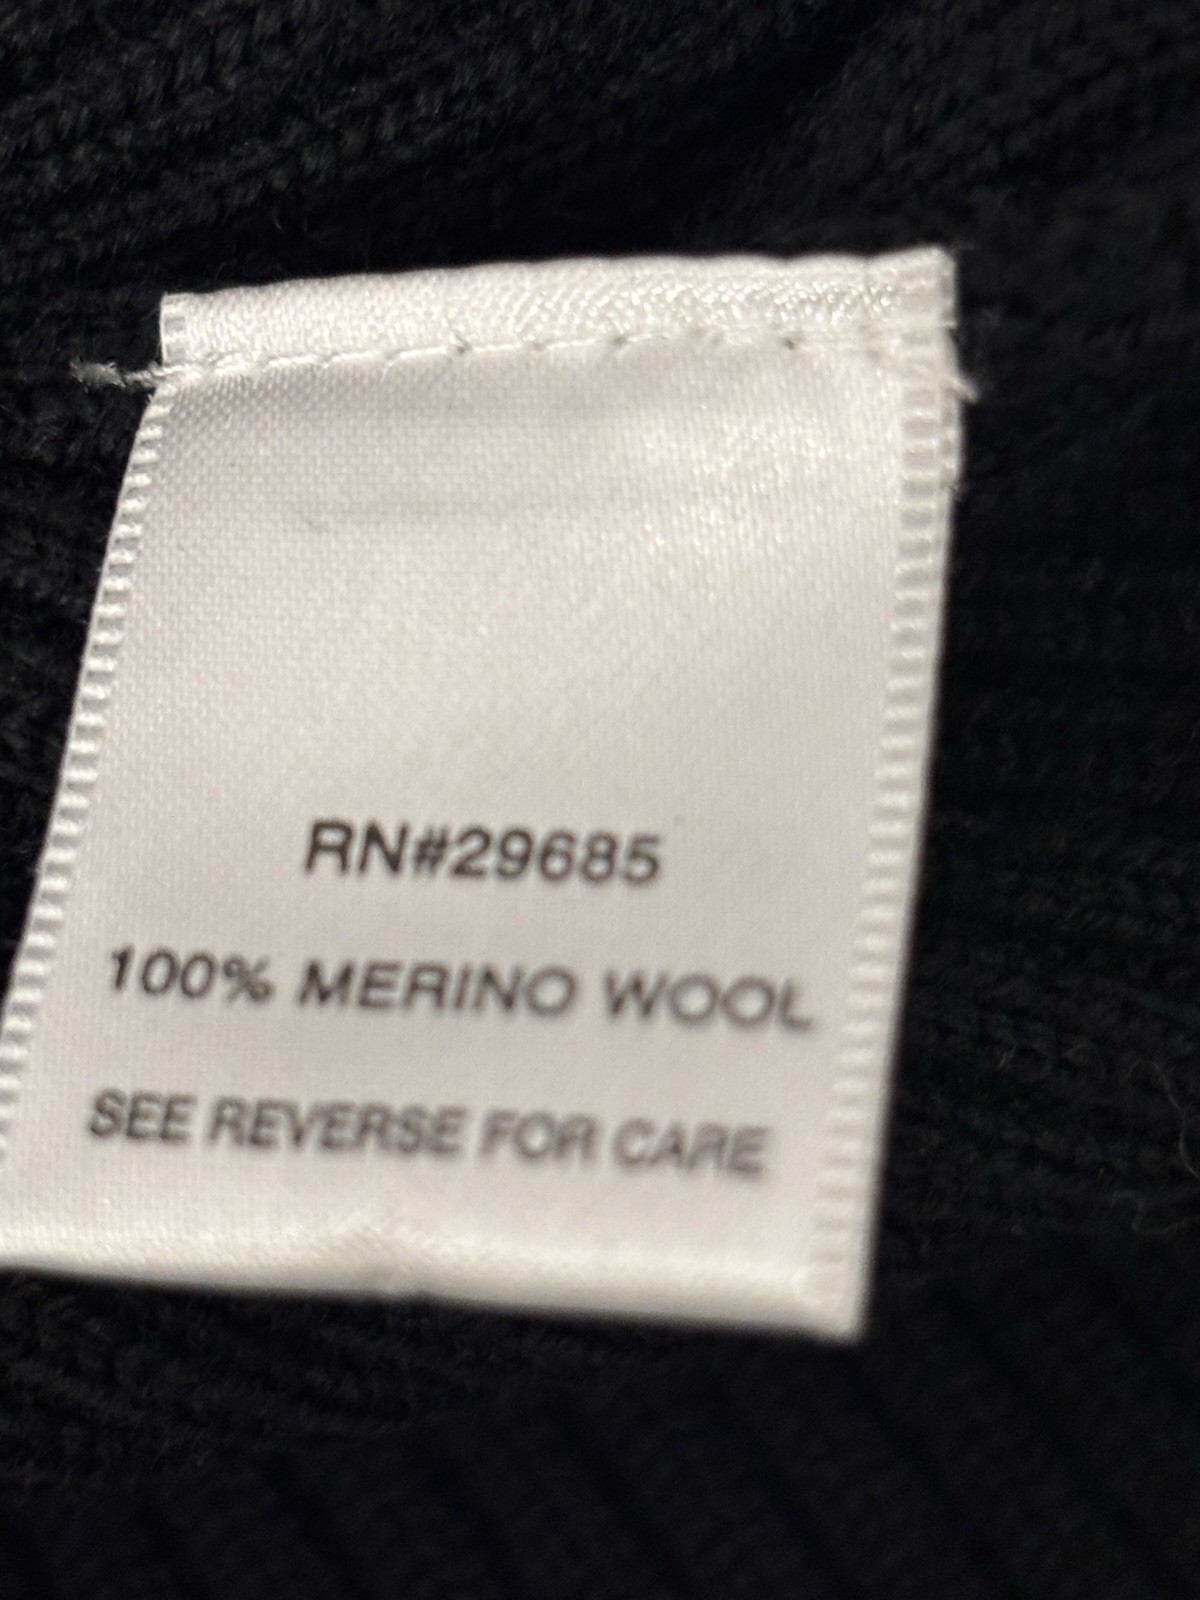 RN#29685
100% MERINO WOOL
SEE REVERSE FOR CARE